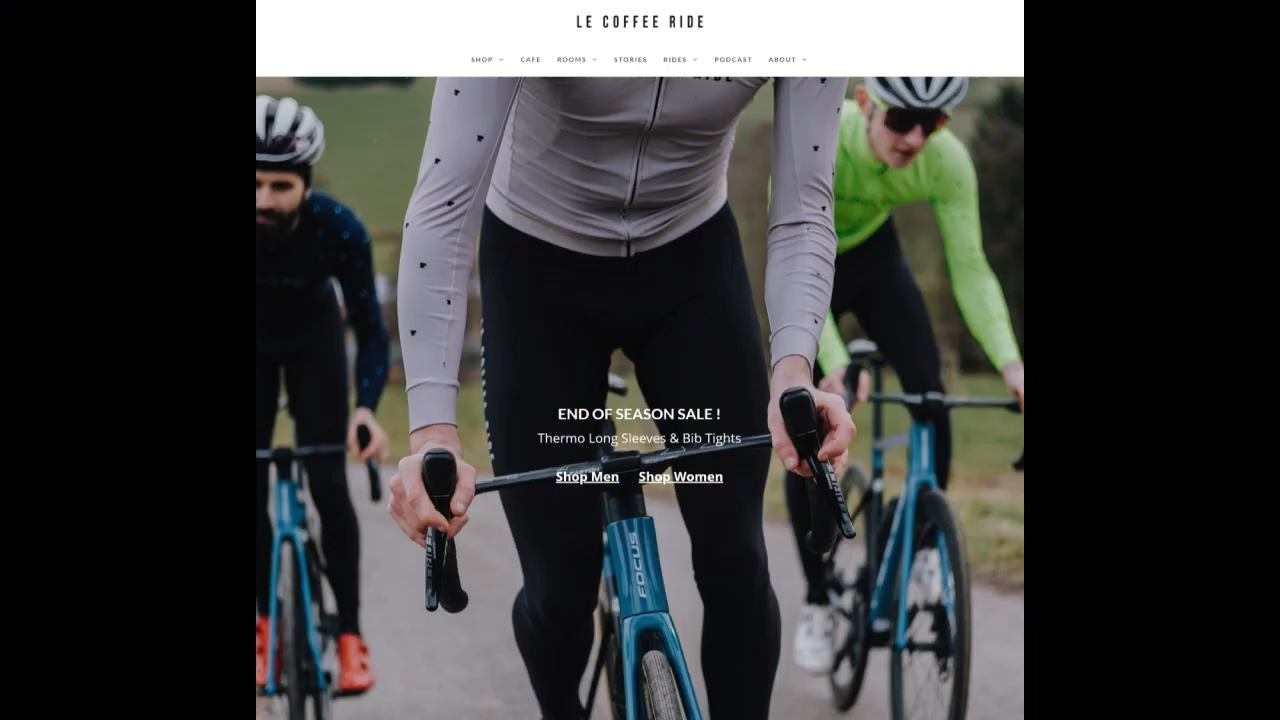 LE COFFEE RIDE
SHOP CAFE ROOMS STORIES RIDES PODCAST ABOUT
END OF SEASON SALE !
Thermo Long Sleeves & Bib Tights
Shop Men Shop Women
FOCUS